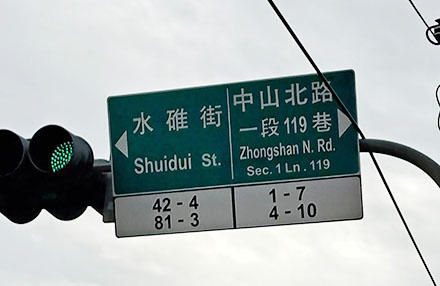 水碓街
Shuidui St.
42 - 4
81 - 3
中山北路
一段119巷
Zhongshan N. Rd.
Sec. 1 Ln. 119
1 - 7
4 - 10